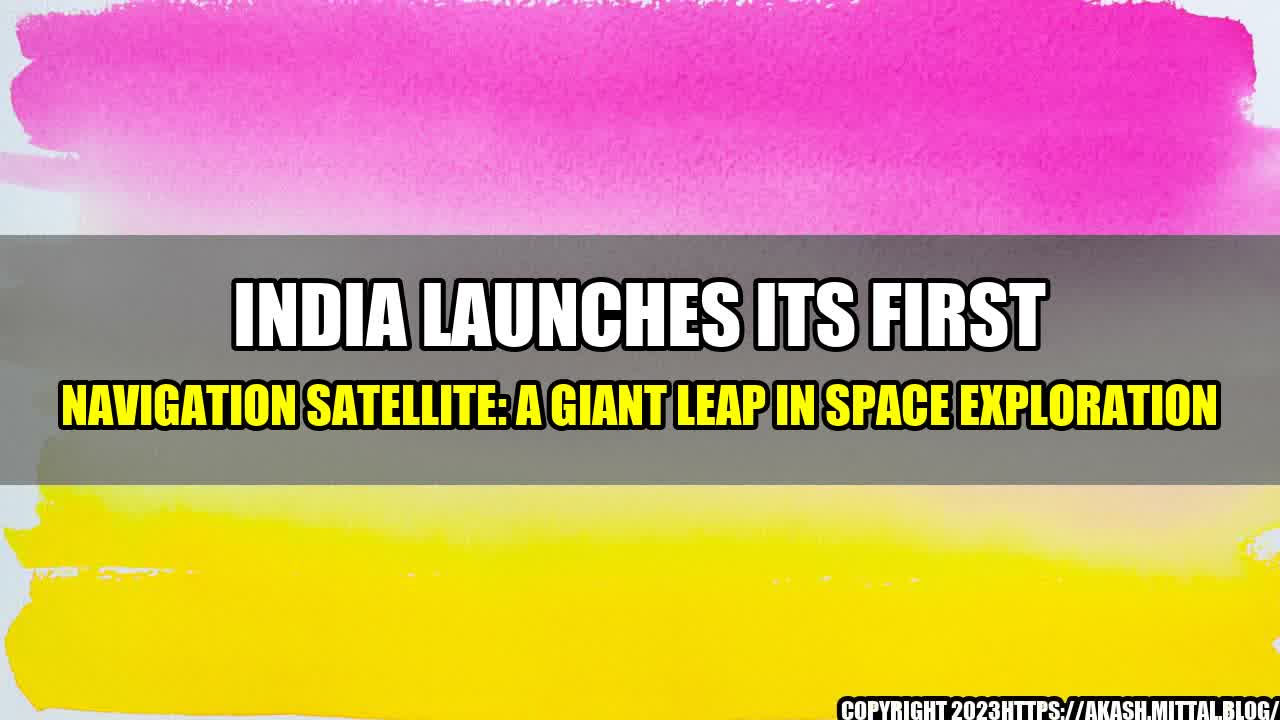 INDIA LAUNCHES ITS FIRST
NAVIGATION SATELLITE: A GIANT LEAP IN SPACE EXPLORATION
COPYRIGHT 2023HTTPS://AKASH.MITTAL.BLOG/